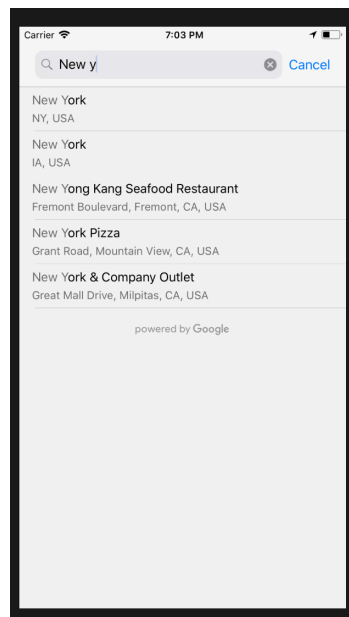 Carrier 7:03 PM
New y Cancel
New York
NY, USA
New York
IA, USA
New Yong Kang Seafood Restaurant
Fremont Boulevard, Fremont, CA, USA
New York Pizza
Grant Road, Mountain View, CA, USA
New York & Company Outlet
Great Mall Drive, Milpitas, CA, USA
powered by Google